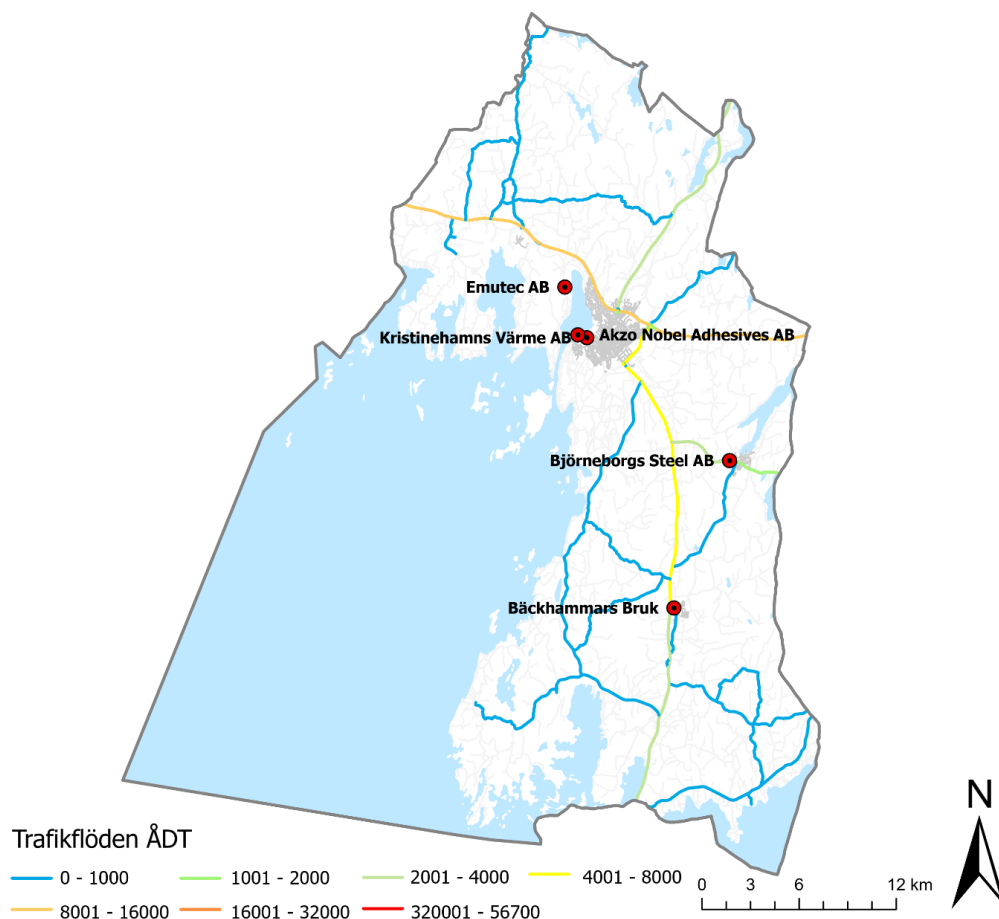 Emutec AB
Kristinehamns Värme AB
Akzo Nobel Adhesives AB
Björneborgs Steel AB
Bäckhammars Bruk
N
Trafikflöden ÅDT
0 - 1000
1001 - 2000
2001 - 4000
4001 - 8000
8001 - 16000
16001 - 32000
320001 - 56700
0 3 6 12 km